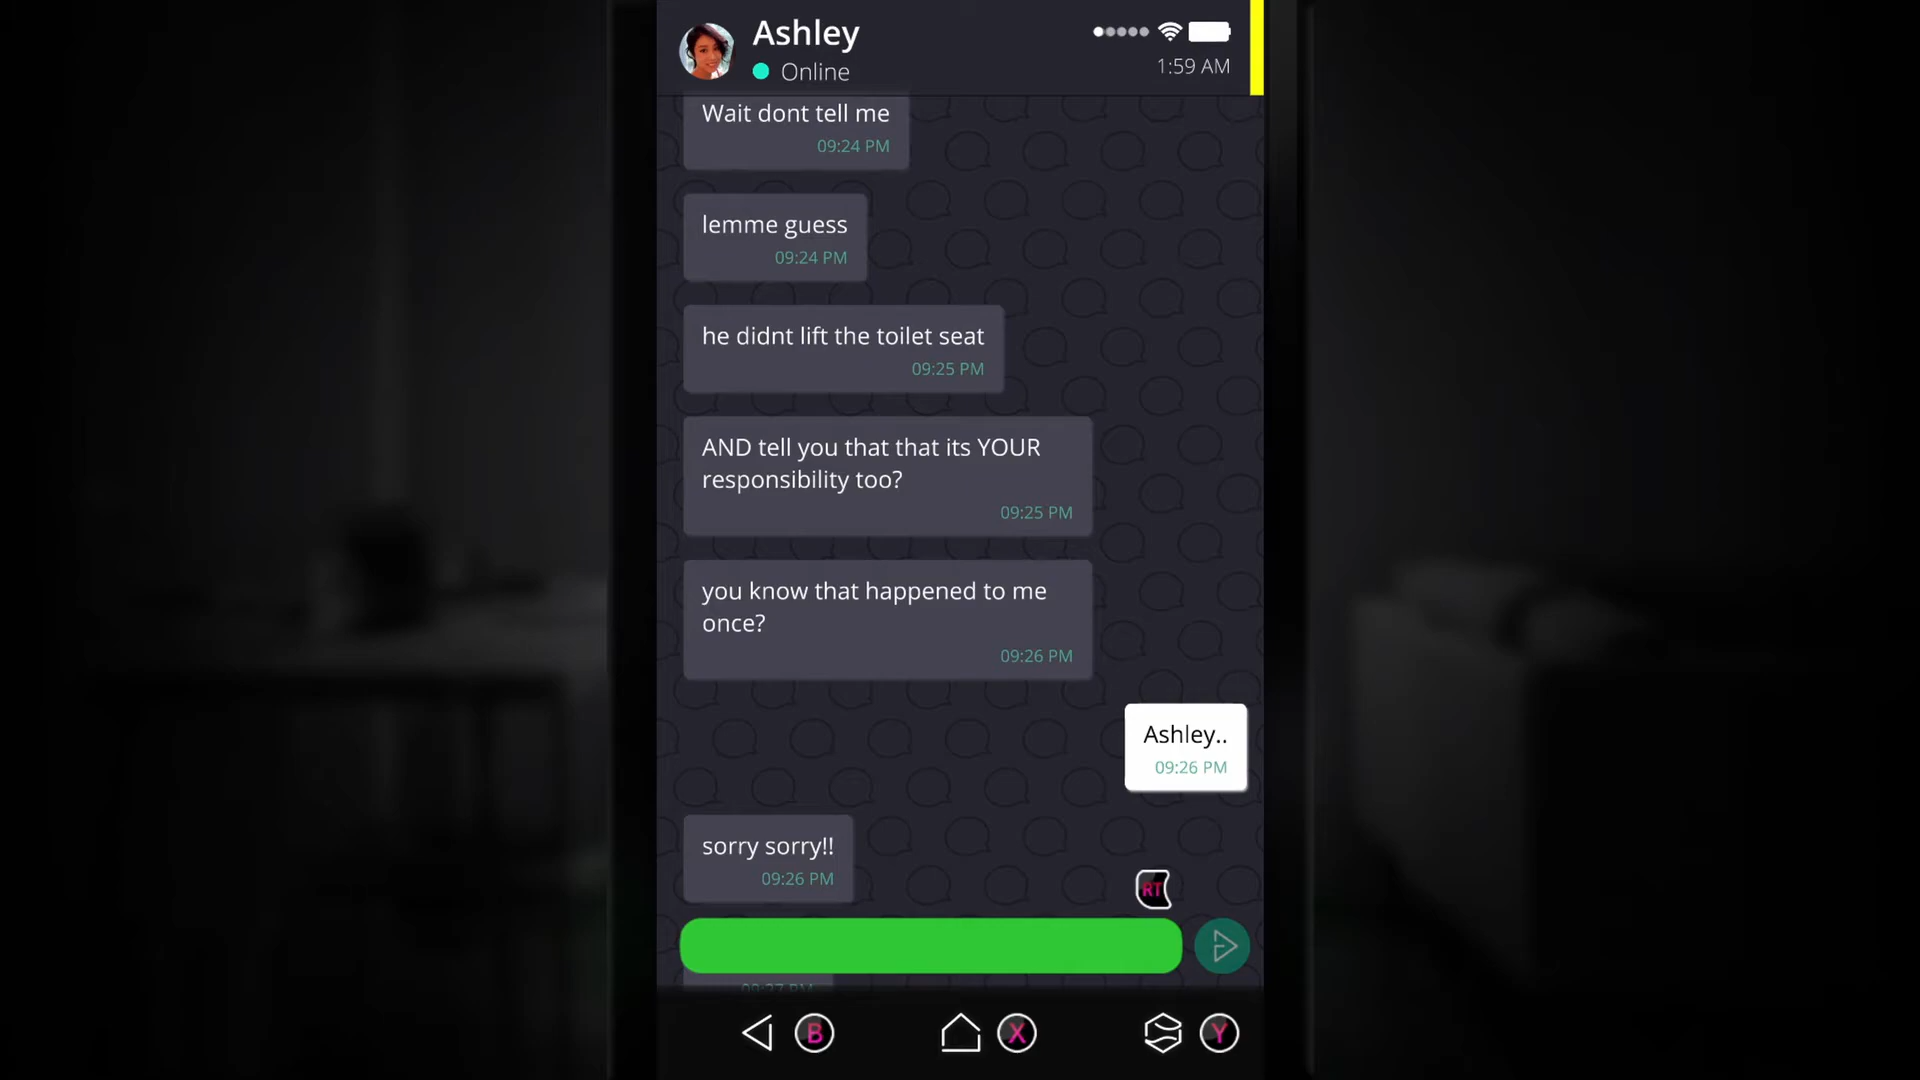 Ashley
Online
1:59 AM
Wait dont tell me
09:24 PM
lemme guess
09:24 PM
he didnt lift the toilet seat
09:25 PM
AND tell you that that its YOUR
responsibility too?
09:25 PM
you know that happened to me
once?
09:26 PM
Ashley..
09:26 PM
sorry sorry!!
09:26 PM
RT
09:27 PM
B
X
Y